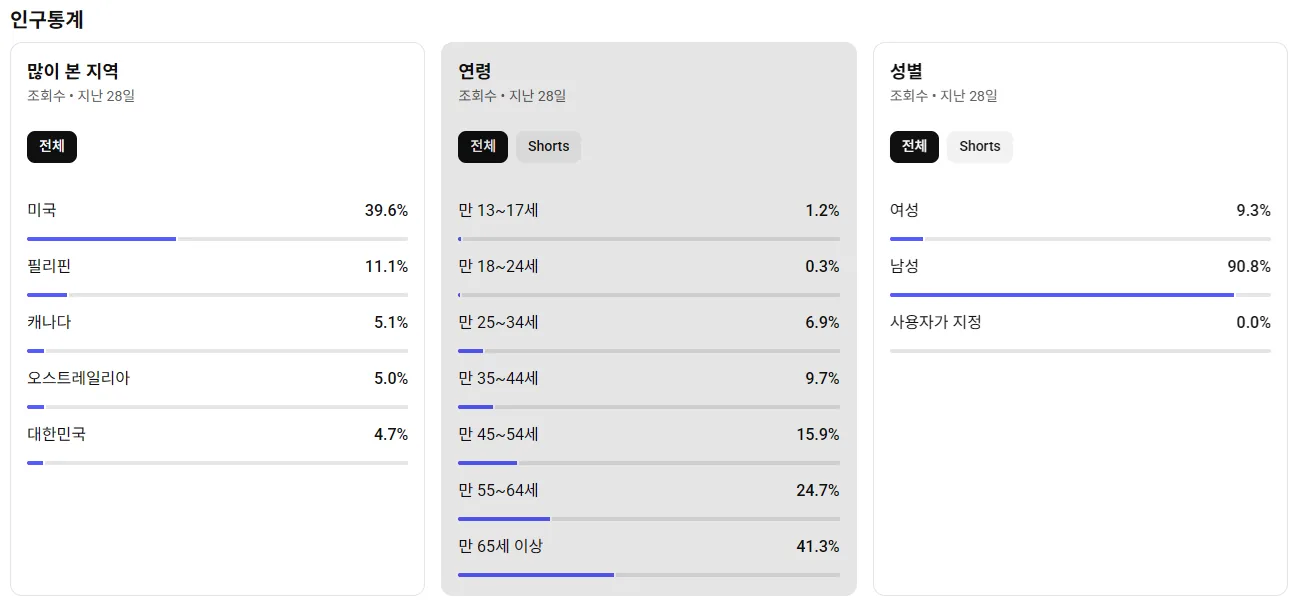 인구통계
많이 본 지역
조회수 • 지난 28일
전체
미국 39.6%
필리핀 11.1%
캐나다 5.1%
오스트레일리아 5.0%
대한민국 4.7%
연령
조회수 • 지난 28일
전체 Shorts
만 13~17세 1.2%
만 18~24세 0.3%
만 25~34세 6.9%
만 35~44세 9.7%
만 45~54세 15.9%
만 55~64세 24.7%
만 65세 이상 41.3%
성별
조회수 • 지난 28일
전체 Shorts
여성 9.3%
남성 90.8%
사용자가 지정 0.0%